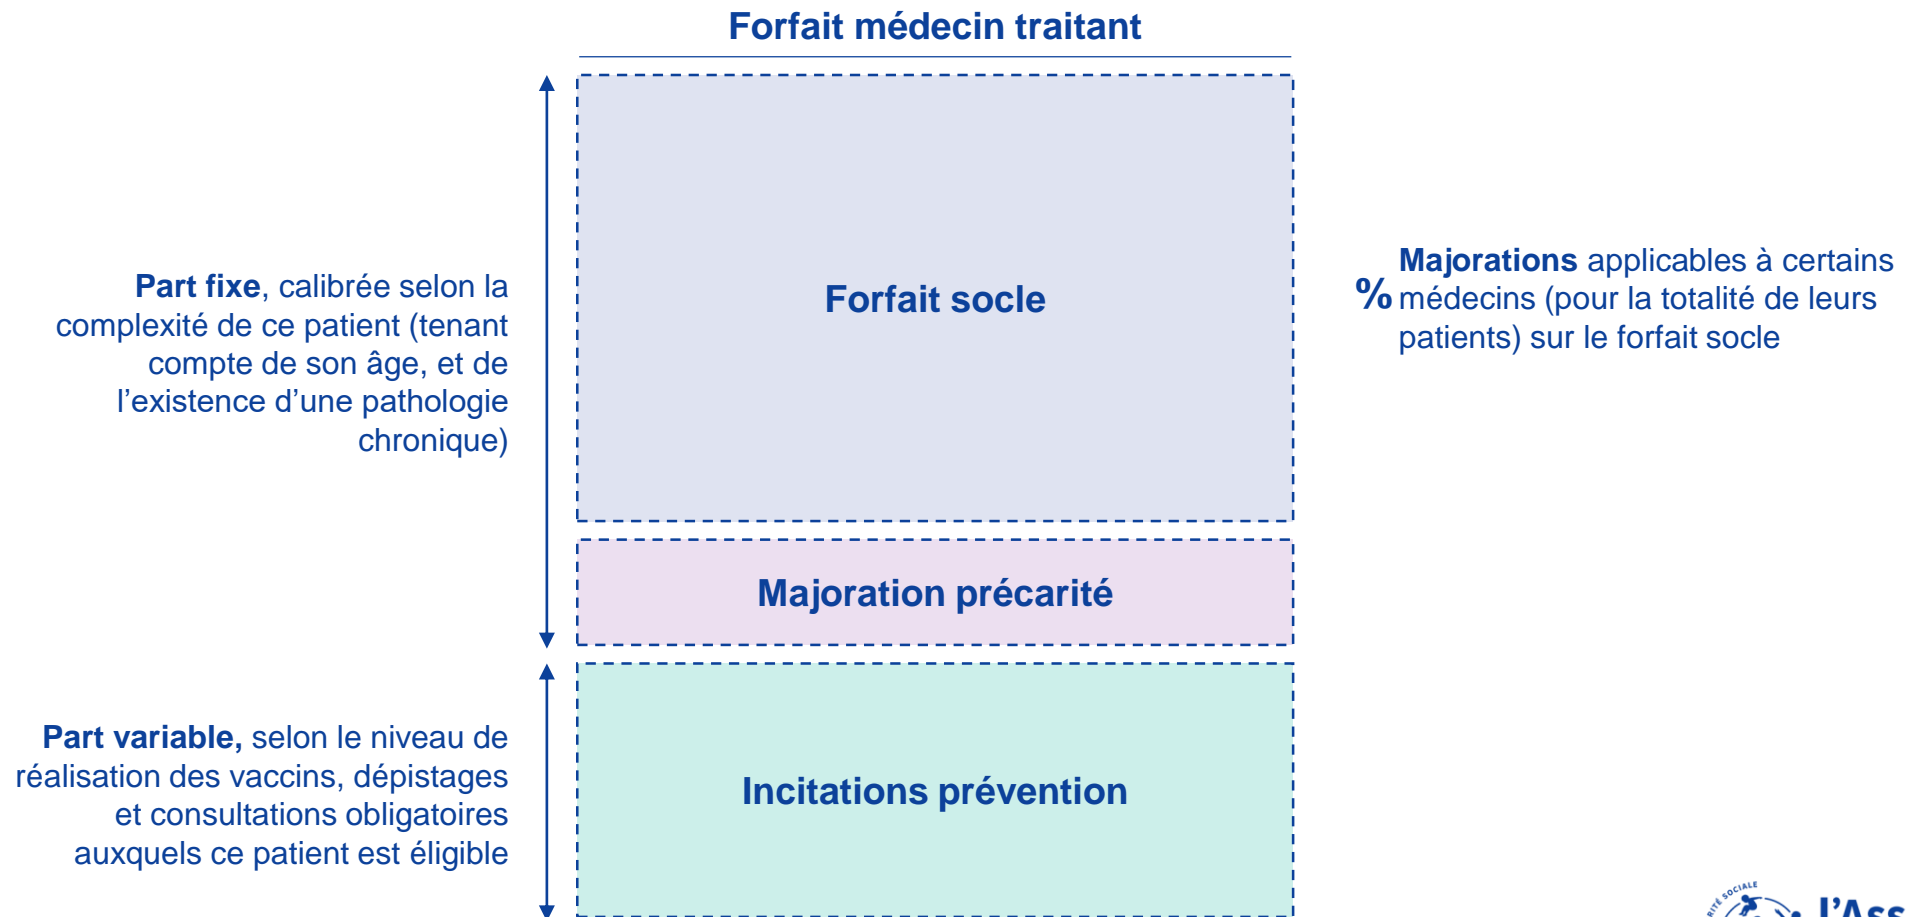 Forfait médecin traitant
Part fixe, calibrée selon la
complexité de ce patient (tenant
compte de son âge, et de
l’existence d’une pathologie
chronique)
Forfait socle
Majorations applicables à certains
% médecins (pour la totalité de leurs
patients) sur le forfait socle
Majoration précarité
Part variable, selon le niveau de
réalisation des vaccins, dépistages
et consultations obligatoires
auxquels ce patient est éligible
Incitations prévention
SOCIALE